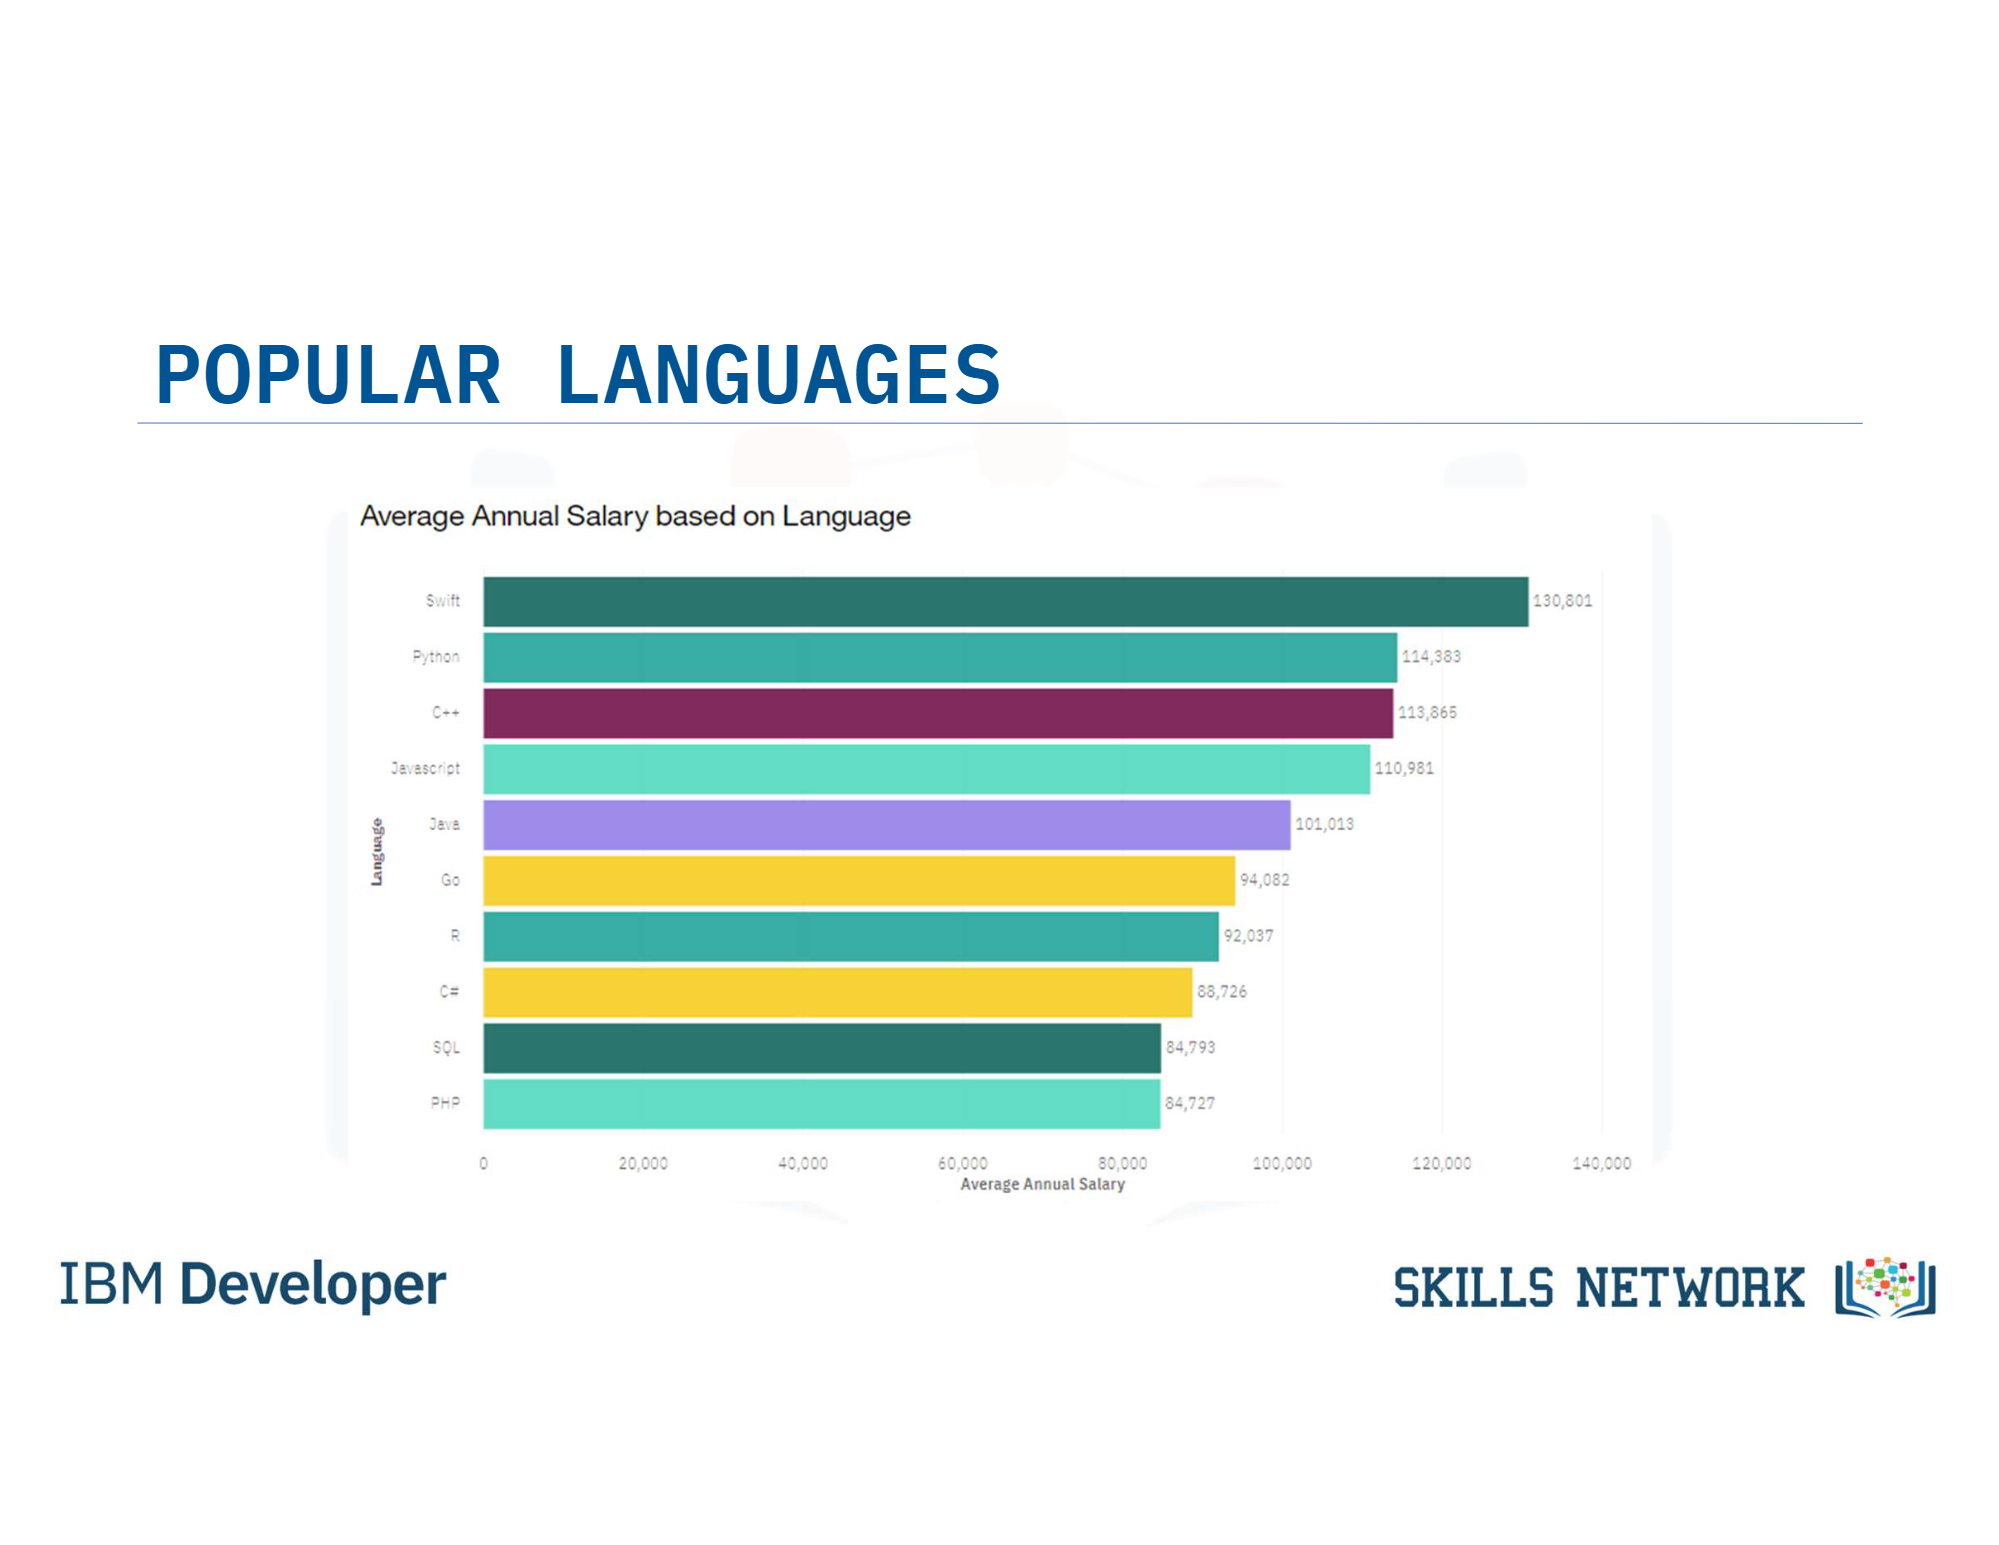 POPULAR LANGUAGES
Average Annual Salary based on Language
Language
Swift 130,801
Python 114,383
C++ 113,865
Javascript 110,981
Java 101,013
Go 94,082
R 92,037
C# 88,726
SQL 84,793
PHP 84,727
0 20,000 40,000 60,000 80,000 100,000 120,000 140,000
Average Annual Salary
IBM Developer
SKILLS NETWORK